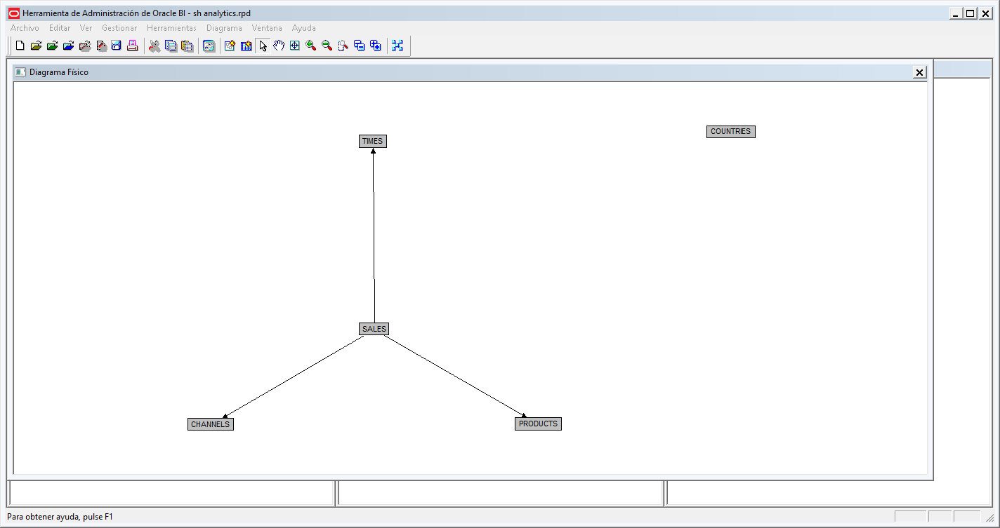 Herramienta de Administración de Oracle BI - sh analytics.rpd
Archivo Editar Ver Gestionar Herramientas Diagrama Ventana Ayuda
Diagrama Físico
COUNTRIES
TIMES
SALES
CHANNELS
PRODUCTS
Para obtener ayuda, pulse F1